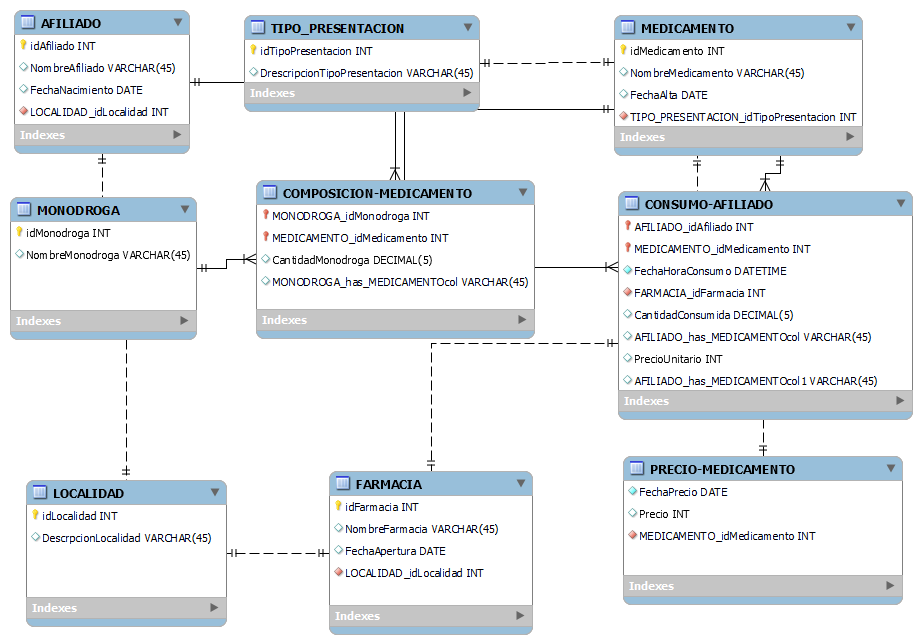 AFILIADO
idAfiliado INT
NombreAfiliado VARCHAR(45)
FechaNacimiento DATE
LOCALIDAD_idLocalidad INT
Indexes
TIPO_PRESENTACION
idTipoPresentacion INT
DrescripcionTipoPresentacion VARCHAR(45)
Indexes
MEDICAMENTO
idMedicamento INT
NombreMedicamento VARCHAR(45)
FechaAlta DATE
TIPO_PRESENTACION_idTipoPresentacion INT
Indexes
MONODROGA
idMonodroga INT
NombreMonodroga VARCHAR(45)
Indexes
COMPOSICION-MEDICAMENTO
MONODROGA_idMonodroga INT
MEDICAMENTO_idMedicamento INT
CantidadMonodroga DECIMAL(5)
MONODROGA_has_MEDICAMENTOcol VARCHAR(45)
Indexes
CONSUMO-AFILIADO
AFILIADO_idAfiliado INT
MEDICAMENTO_idMedicamento INT
FechaHoraConsumo DATETIME
FARMACIA_idFarmacia INT
CantidadConsumida DECIMAL(5)
AFILIADO_has_MEDICAMENTOcol VARCHAR(45)
PrecioUnitario INT
AFILIADO_has_MEDICAMENTOcol1 VARCHAR(45)
Indexes
LOCALIDAD
idLocalidad INT
DescrpcionLocalidad VARCHAR(45)
Indexes
FARMACIA
idFarmacia INT
NombreFarmacia VARCHAR(45)
FechaApertura DATE
LOCALIDAD_idLocalidad INT
Indexes
PRECIO-MEDICAMENTO
FechaPrecio DATE
Precio INT
MEDICAMENTO_idMedicamento INT
Indexes